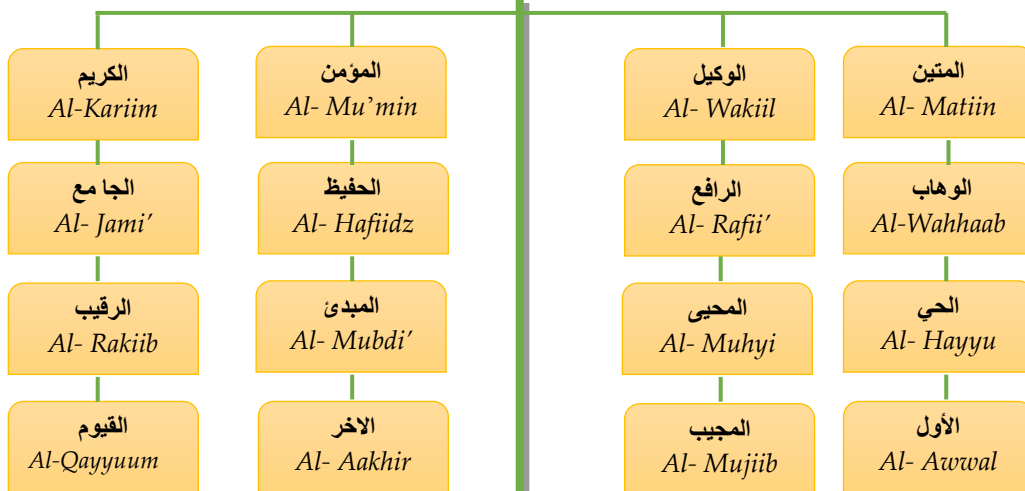 الكريم
Al-Kariim
المؤمن
Al- Mu’min
الوكيل
Al- Wakiil
المتين
Al- Matiin
الجا مع
Al- Jami’
الحفيظ
Al- Hafiidz
الرافع
Al- Rafii’
الوهاب
Al-Wahhaab
الرقيب
Al- Rakiib
المبدئ
Al- Mubdi’
المحيى
Al- Muhyi
الحي
Al- Hayyu
القيوم
Al-Qayyuum
الاخر
Al- Aakhir
المجيب
Al- Mujiib
الأول
Al- Awwal